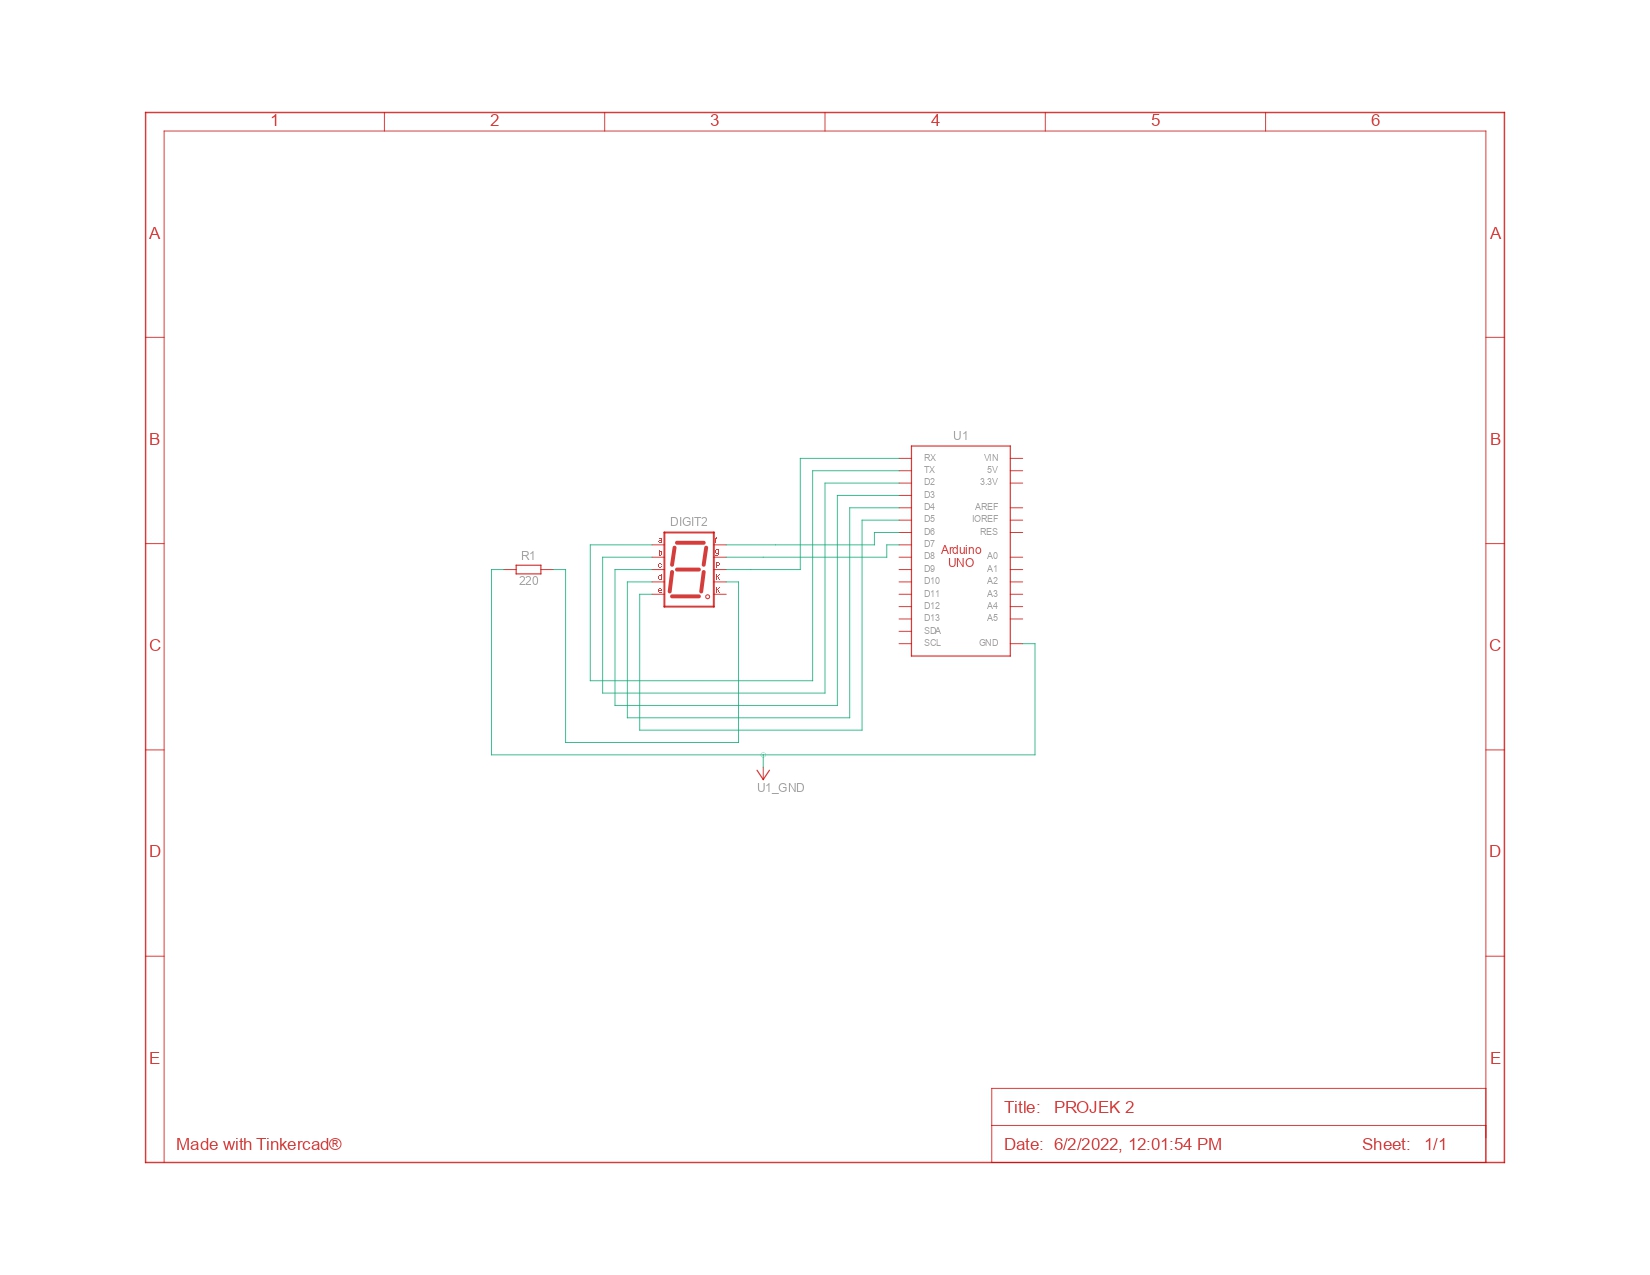 1 2 3 4 5 6
A A
B B
C C
D D
E E
U1
RX VIN
TX 5V
D2 3.3V
D3
D4 AREF
D5 IOREF
D6 RES
D7
D8 A0
D9 A1
D10 A2
D11 A3
D12 A4
D13 A5
SDA
SCL GND
Arduino
UNO
DIGIT2
a f
b g
c P
d K
e K
R1
220
U1_GND
Title: PROJEK 2
Date: 6/2/2022, 12:01:54 PM Sheet: 1/1
Made with Tinkercad®